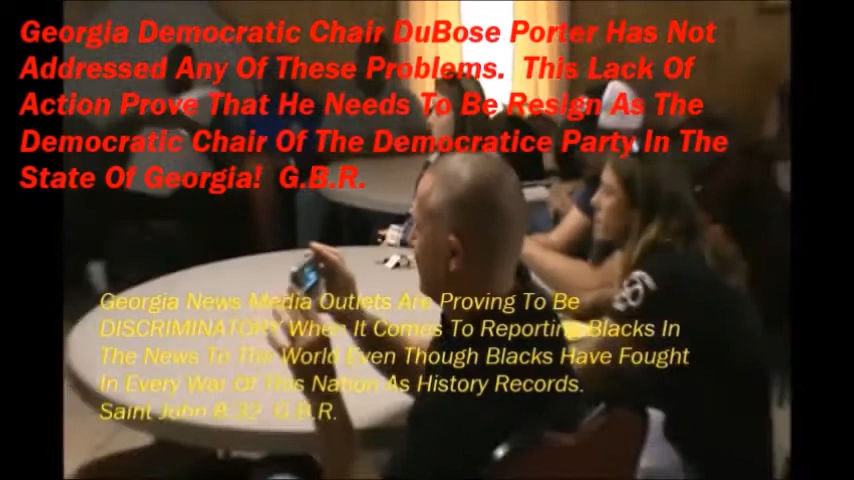 Georgia Democratic Chair DuBose Porter Has Not
Addressed Any Of These Problems.  This Lack Of
Action Prove That He Needs To Be Resign As The
Democratic Chair Of The Democratice Party In The
State Of Georgia!  G.B.R.
Georgia News Media Outlets Are Proving To Be
DISCRIMINATORY When It Comes To Reporting Blacks In
The News To The World Even Though Blacks Have Fought
In Every War Of This Nation As History Records.
Saint John 8:32  G.B.R.